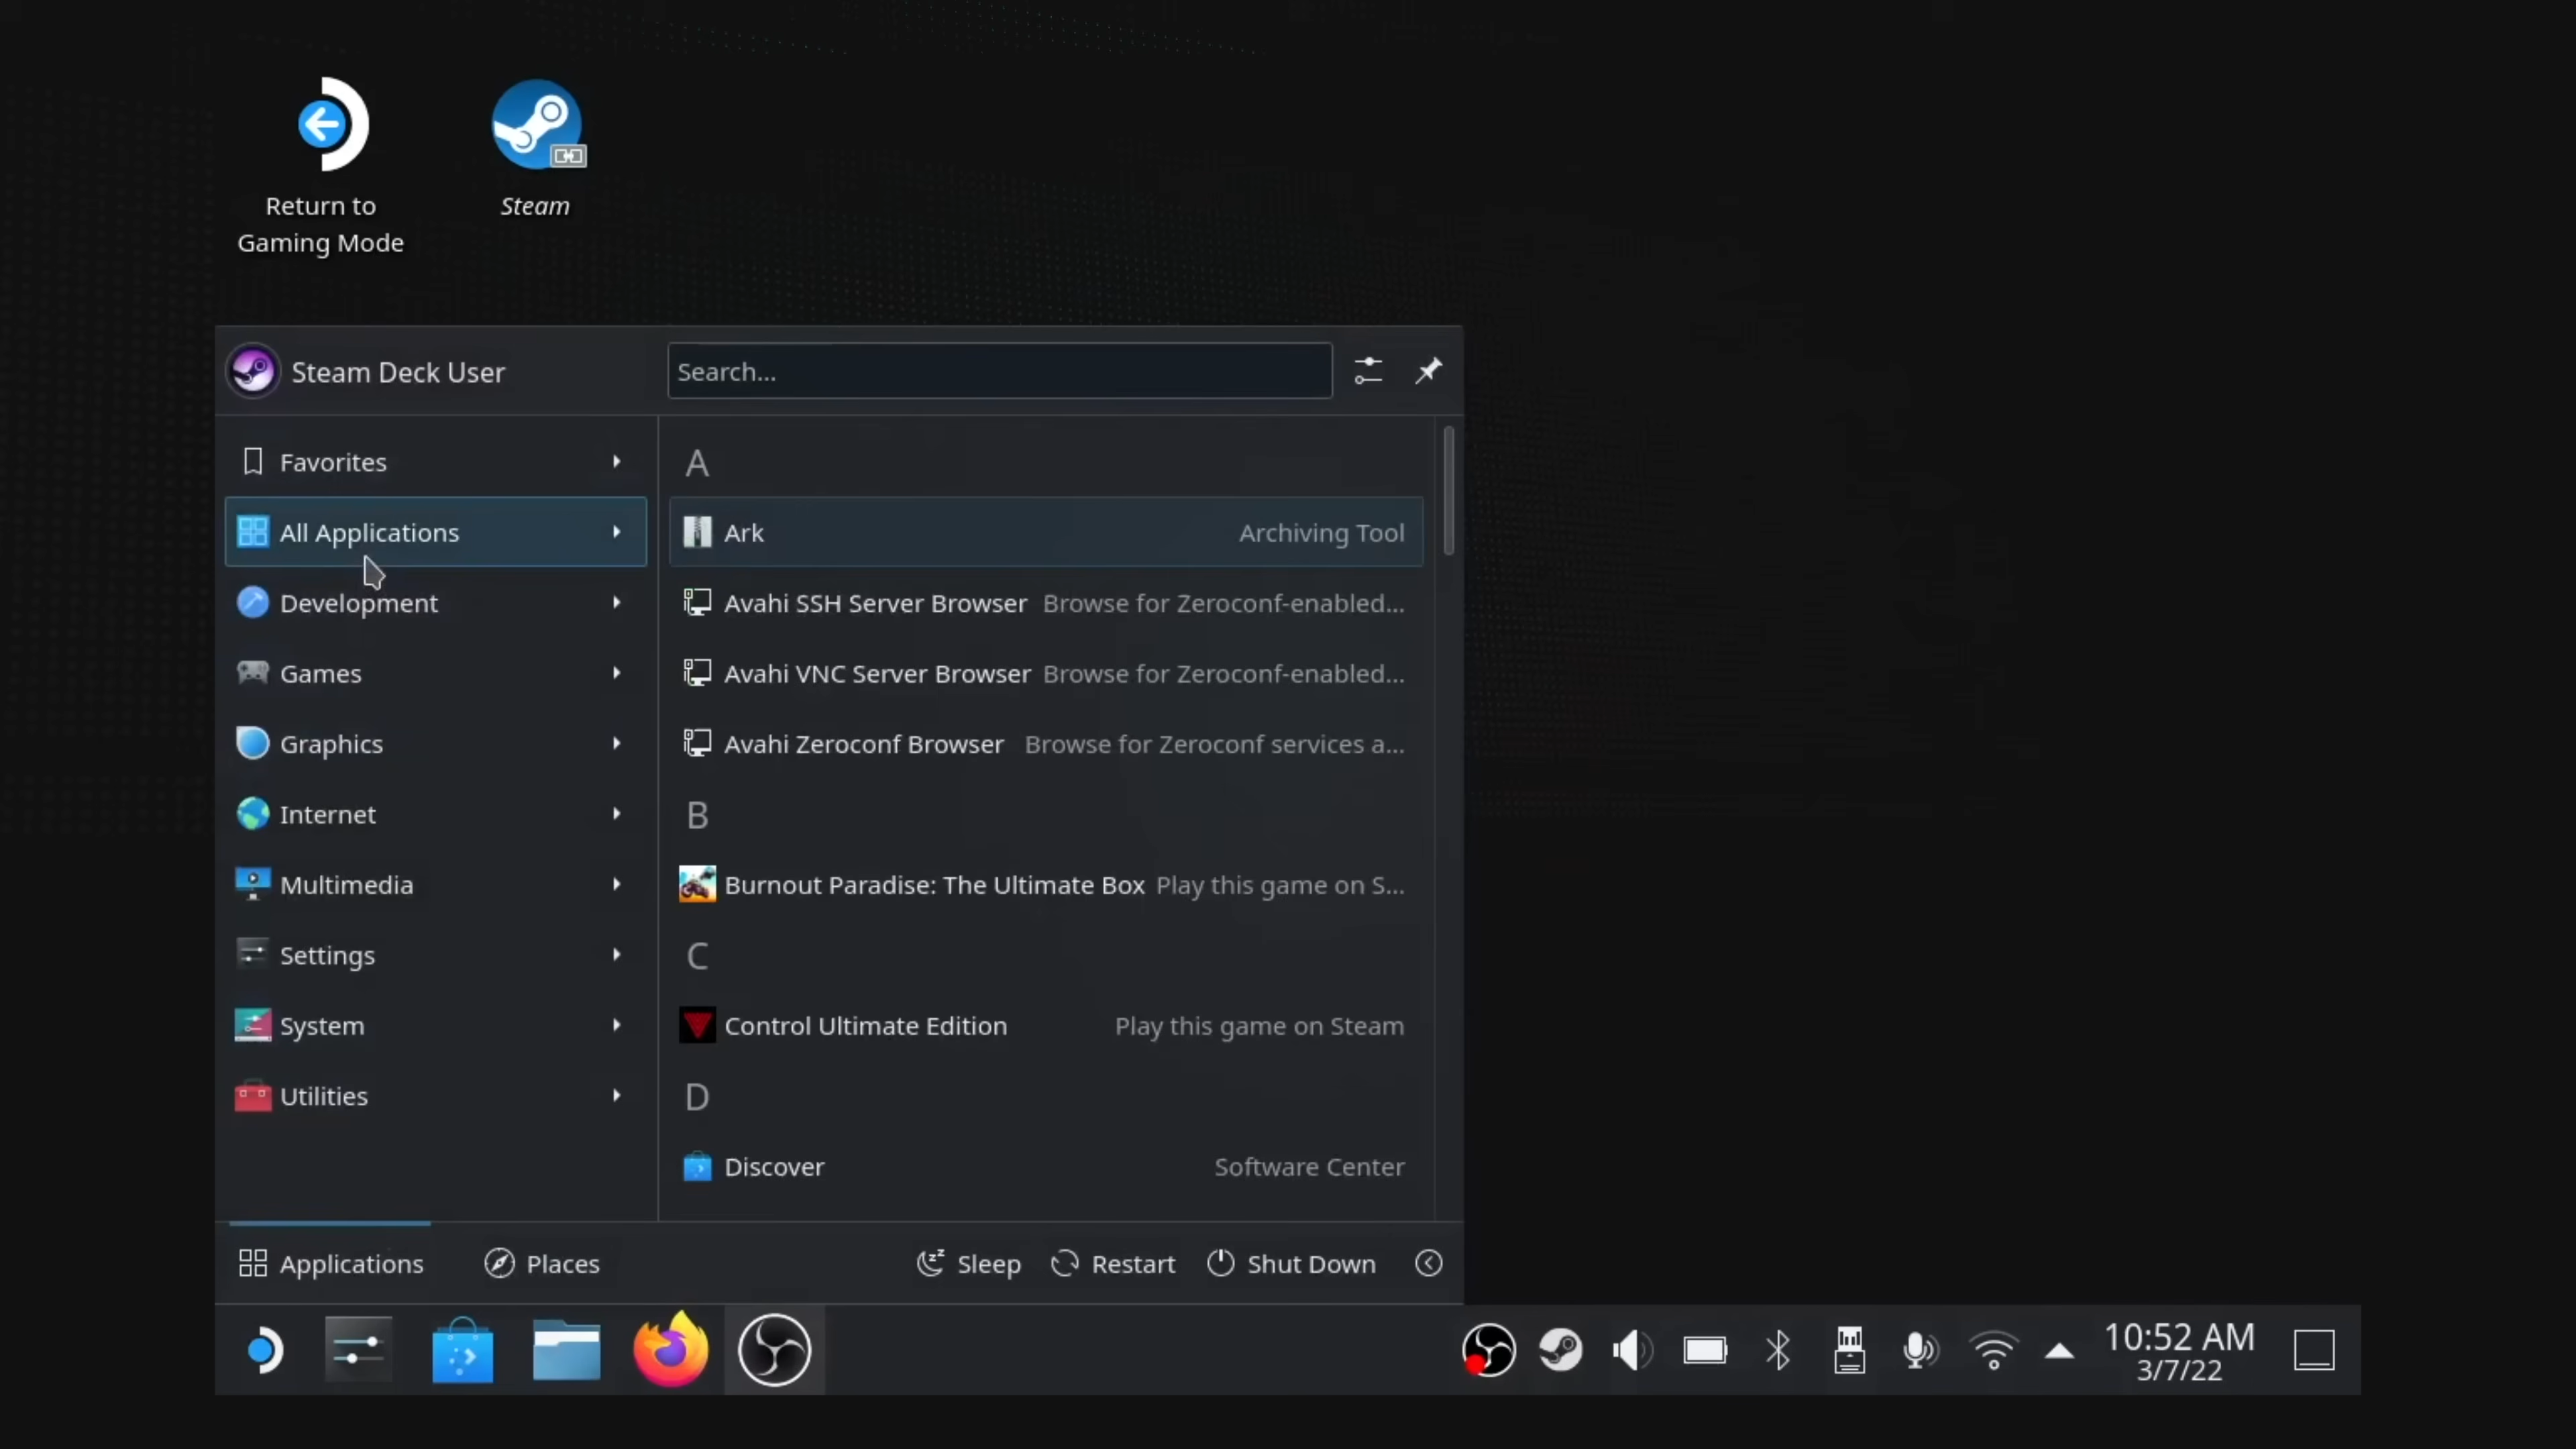 Return to
Gaming Mode
Steam
Steam Deck User
Search...
Favorites
All Applications
Development
Games
Graphics
Internet
Multimedia
Settings
System
Utilities
A
Ark Archiving Tool
Avahi SSH Server Browser Browse for Zeroconf-enabled...
Avahi VNC Server Browser Browse for Zeroconf-enabled...
Avahi Zeroconf Browser Browse for Zeroconf services a...
B
Burnout Paradise: The Ultimate Box Play this game on S...
C
Control Ultimate Edition Play this game on Steam
D
Discover Software Center
Applications Places Sleep Restart Shut Down
10:52 AM
3/7/22